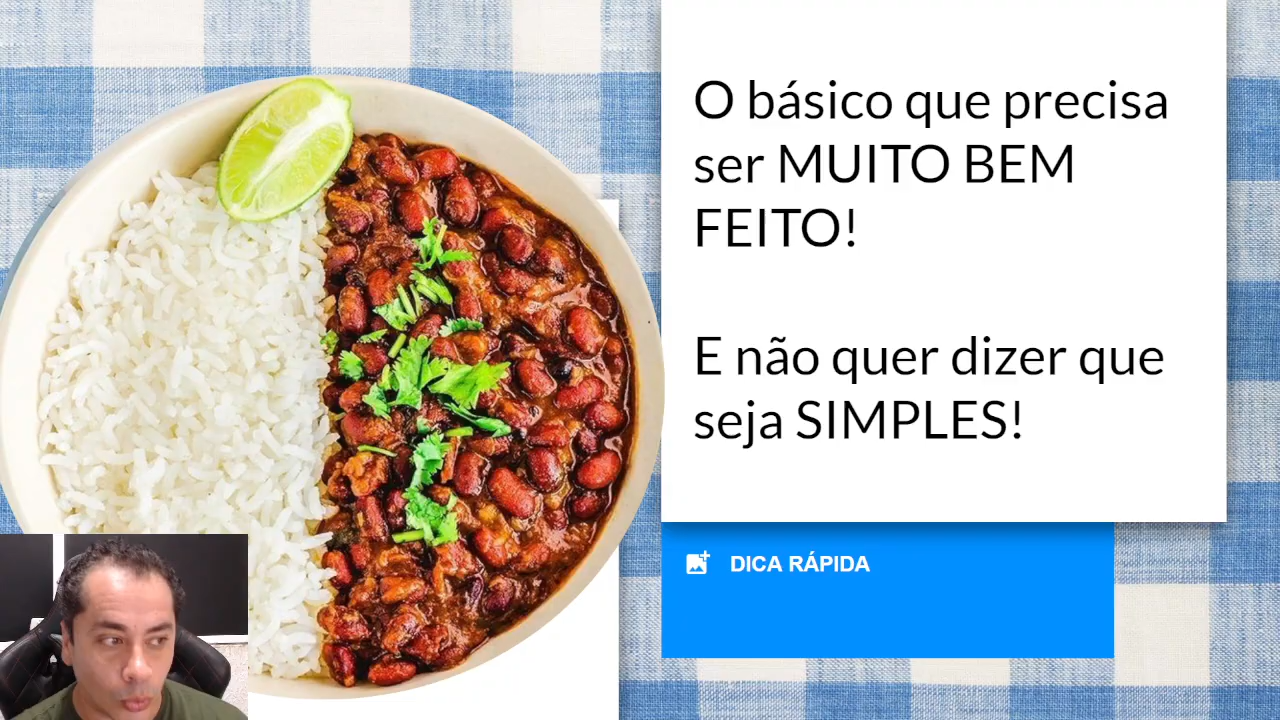 O básico que precisa
ser MUITO BEM
FEITO!
E não quer dizer que
seja SIMPLES!
DICA RÁPIDA